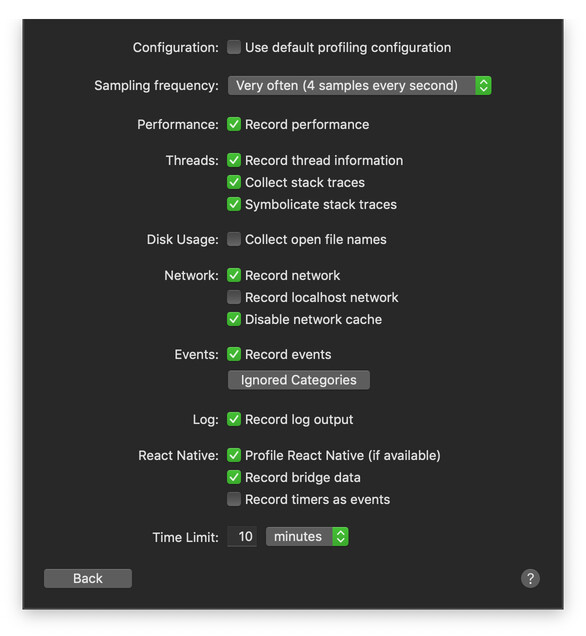 Configuration: Use default profiling configuration
Sampling frequency: Very often (4 samples every second)
Performance: Record performance
Threads: Record thread information
Collect stack traces
Symbolicate stack traces
Disk Usage: Collect open file names
Network: Record network
Record localhost network
Disable network cache
Events: Record events
Ignored Categories
Log: Record log output
React Native: Profile React Native (if available)
Record bridge data
Record timers as events
Time Limit: 10 minutes
Back ?